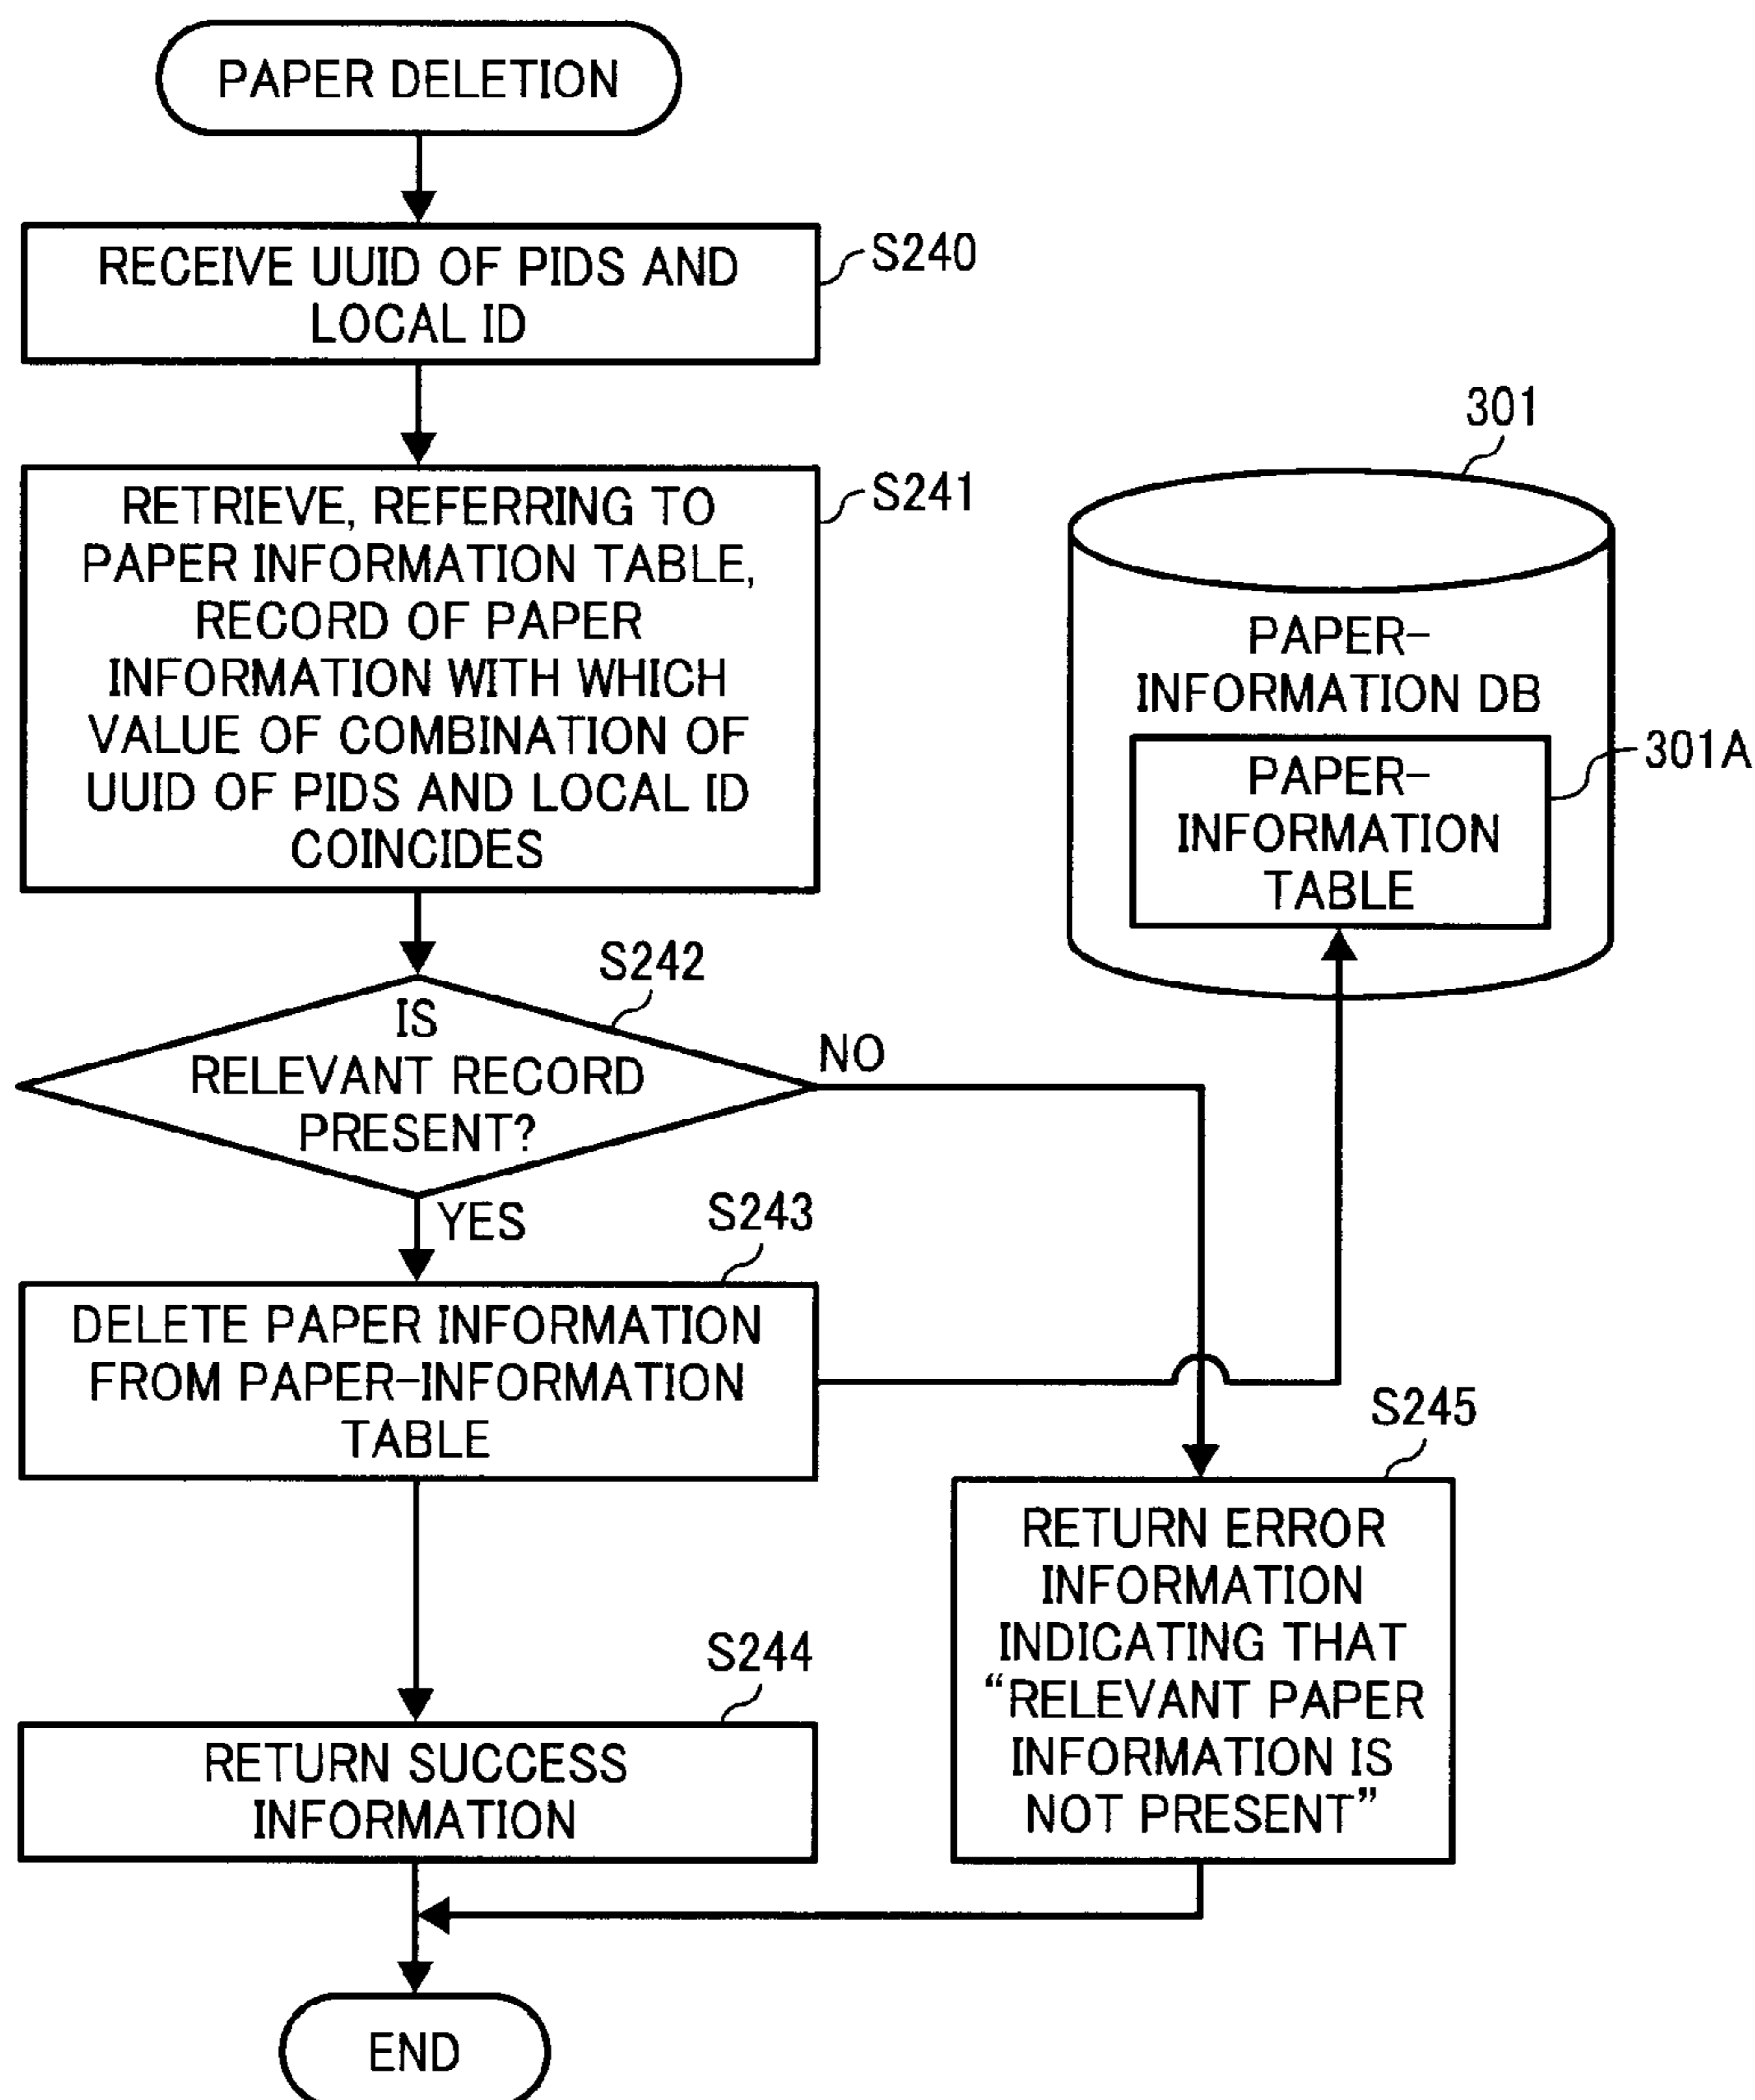 PAPER DELETION
RECEIVE UUID OF PIDS AND
LOCAL ID
S240
RETRIEVE, REFERRING TO
PAPER INFORMATION TABLE,
RECORD OF PAPER
INFORMATION WITH WHICH
VALUE OF COMBINATION OF
UUID OF PIDS AND LOCAL ID
COINCIDES
S241
301
PAPER-
INFORMATION DB
PAPER-
INFORMATION
TABLE
301A
S242
IS
RELEVANT RECORD
PRESENT?
NO
YES
S243
DELETE PAPER INFORMATION
FROM PAPER-INFORMATION
TABLE
S245
RETURN ERROR
INFORMATION
INDICATING THAT
“RELEVANT PAPER
INFORMATION IS
NOT PRESENT”
S244
RETURN SUCCESS
INFORMATION
END